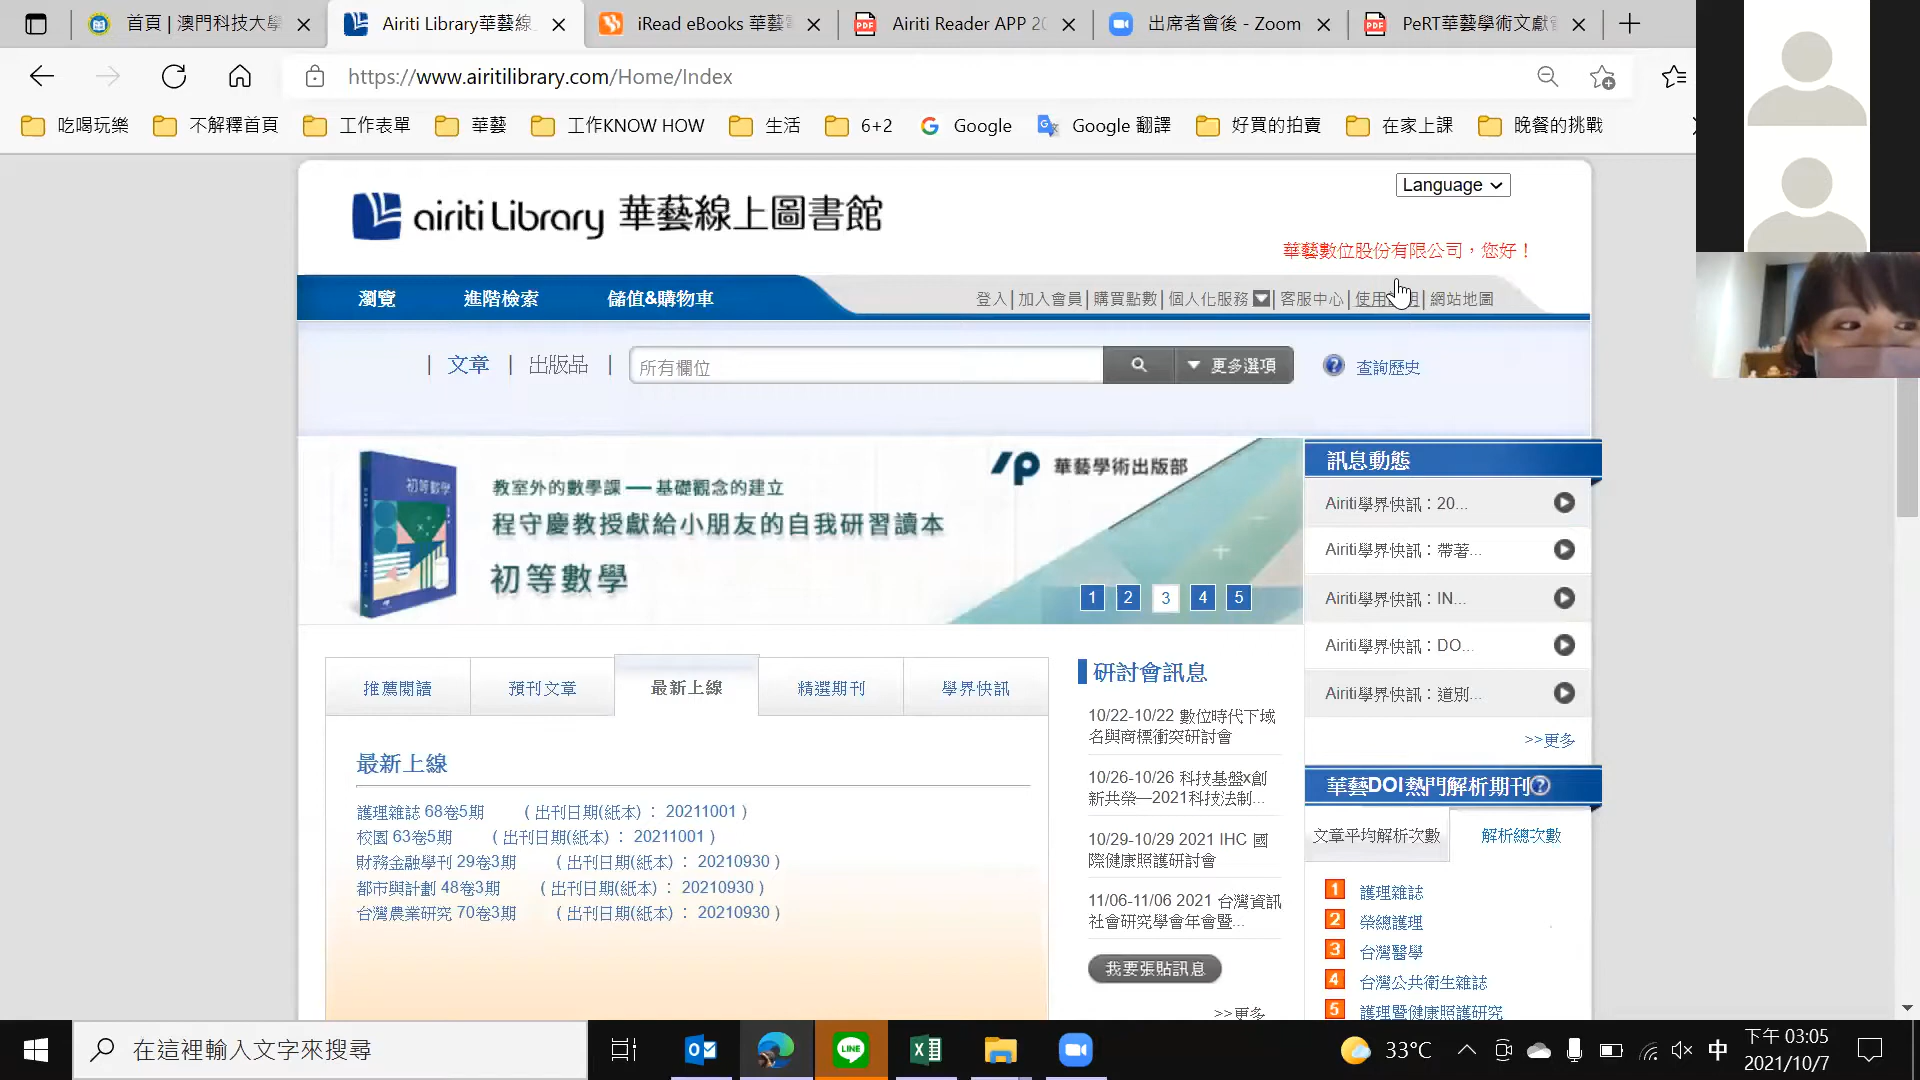 首頁 | 澳門科技大學
Airiti Library華藝線
iRead eBooks 華藝
Airiti Reader APP 20
出席者會後 - Zoom
PeRT華藝學術文獻
https://www.airitilibrary.com/Home/Index
吃喝玩樂
不解釋首頁
工作表單
華藝
工作KNOW HOW
生活
6+2
Google
Google 翻譯
好買的拍賣
在家上課
晚餐的挑戰
Language
airiti Library 華藝線上圖書館
華藝數位股份有限公司,您好!
瀏覽
進階檢索
儲值&購物車
登入|加入會員|購買點數|個人化服務|客服中心|使用 明|網站地圖
| 文章 | 出版品 |
所有欄位
更多選項
查詢歷史
初等數學
教室外的數學課——基礎觀念的建立
程守慶教授獻給小朋友的自我研習讀本
初等數學
華藝學術出版部
1 2 3 4 5
訊息動態
Airiti學界快訊:20...
Airiti學界快訊:帶著...
Airiti學界快訊:IN...
Airiti學界快訊:DO...
Airiti學界快訊:道別...
>>更多
推薦閱讀
預刊文章
最新上線
精選期刊
學界快訊
最新上線
護理雜誌 68卷5期 ( 出刊日期(紙本) : 20211001 )
校園 63卷5期 ( 出刊日期(紙本) : 20211001 )
財務金融學刊 29卷3期 ( 出刊日期(紙本) : 20210930 )
都市與計劃 48卷3期 ( 出刊日期(紙本) : 20210930 )
台灣農業研究 70卷3期 ( 出刊日期(紙本) : 20210930 )
研討會訊息
10/22-10/22 數位時代下域
名與商標衝突研討會
10/26-10/26 科技基盤x創
新共榮—2021科技法制...
10/29-10/29 2021 IHC 國
際健康照護研討會
11/06-11/06 2021 台灣資訊
社會研究學會年會暨...
我要張貼訊息
>>更多
華藝DOI熱門解析期刊
文章平均解析次數
解析總次數
1 護理雜誌
2 榮總護理
3 台灣醫學
4 台灣公共衛生雜誌
5 護理暨健康照護研究
在這裡輸入文字來搜尋
LINE
33°C
中
下午 03:05
2021/10/7